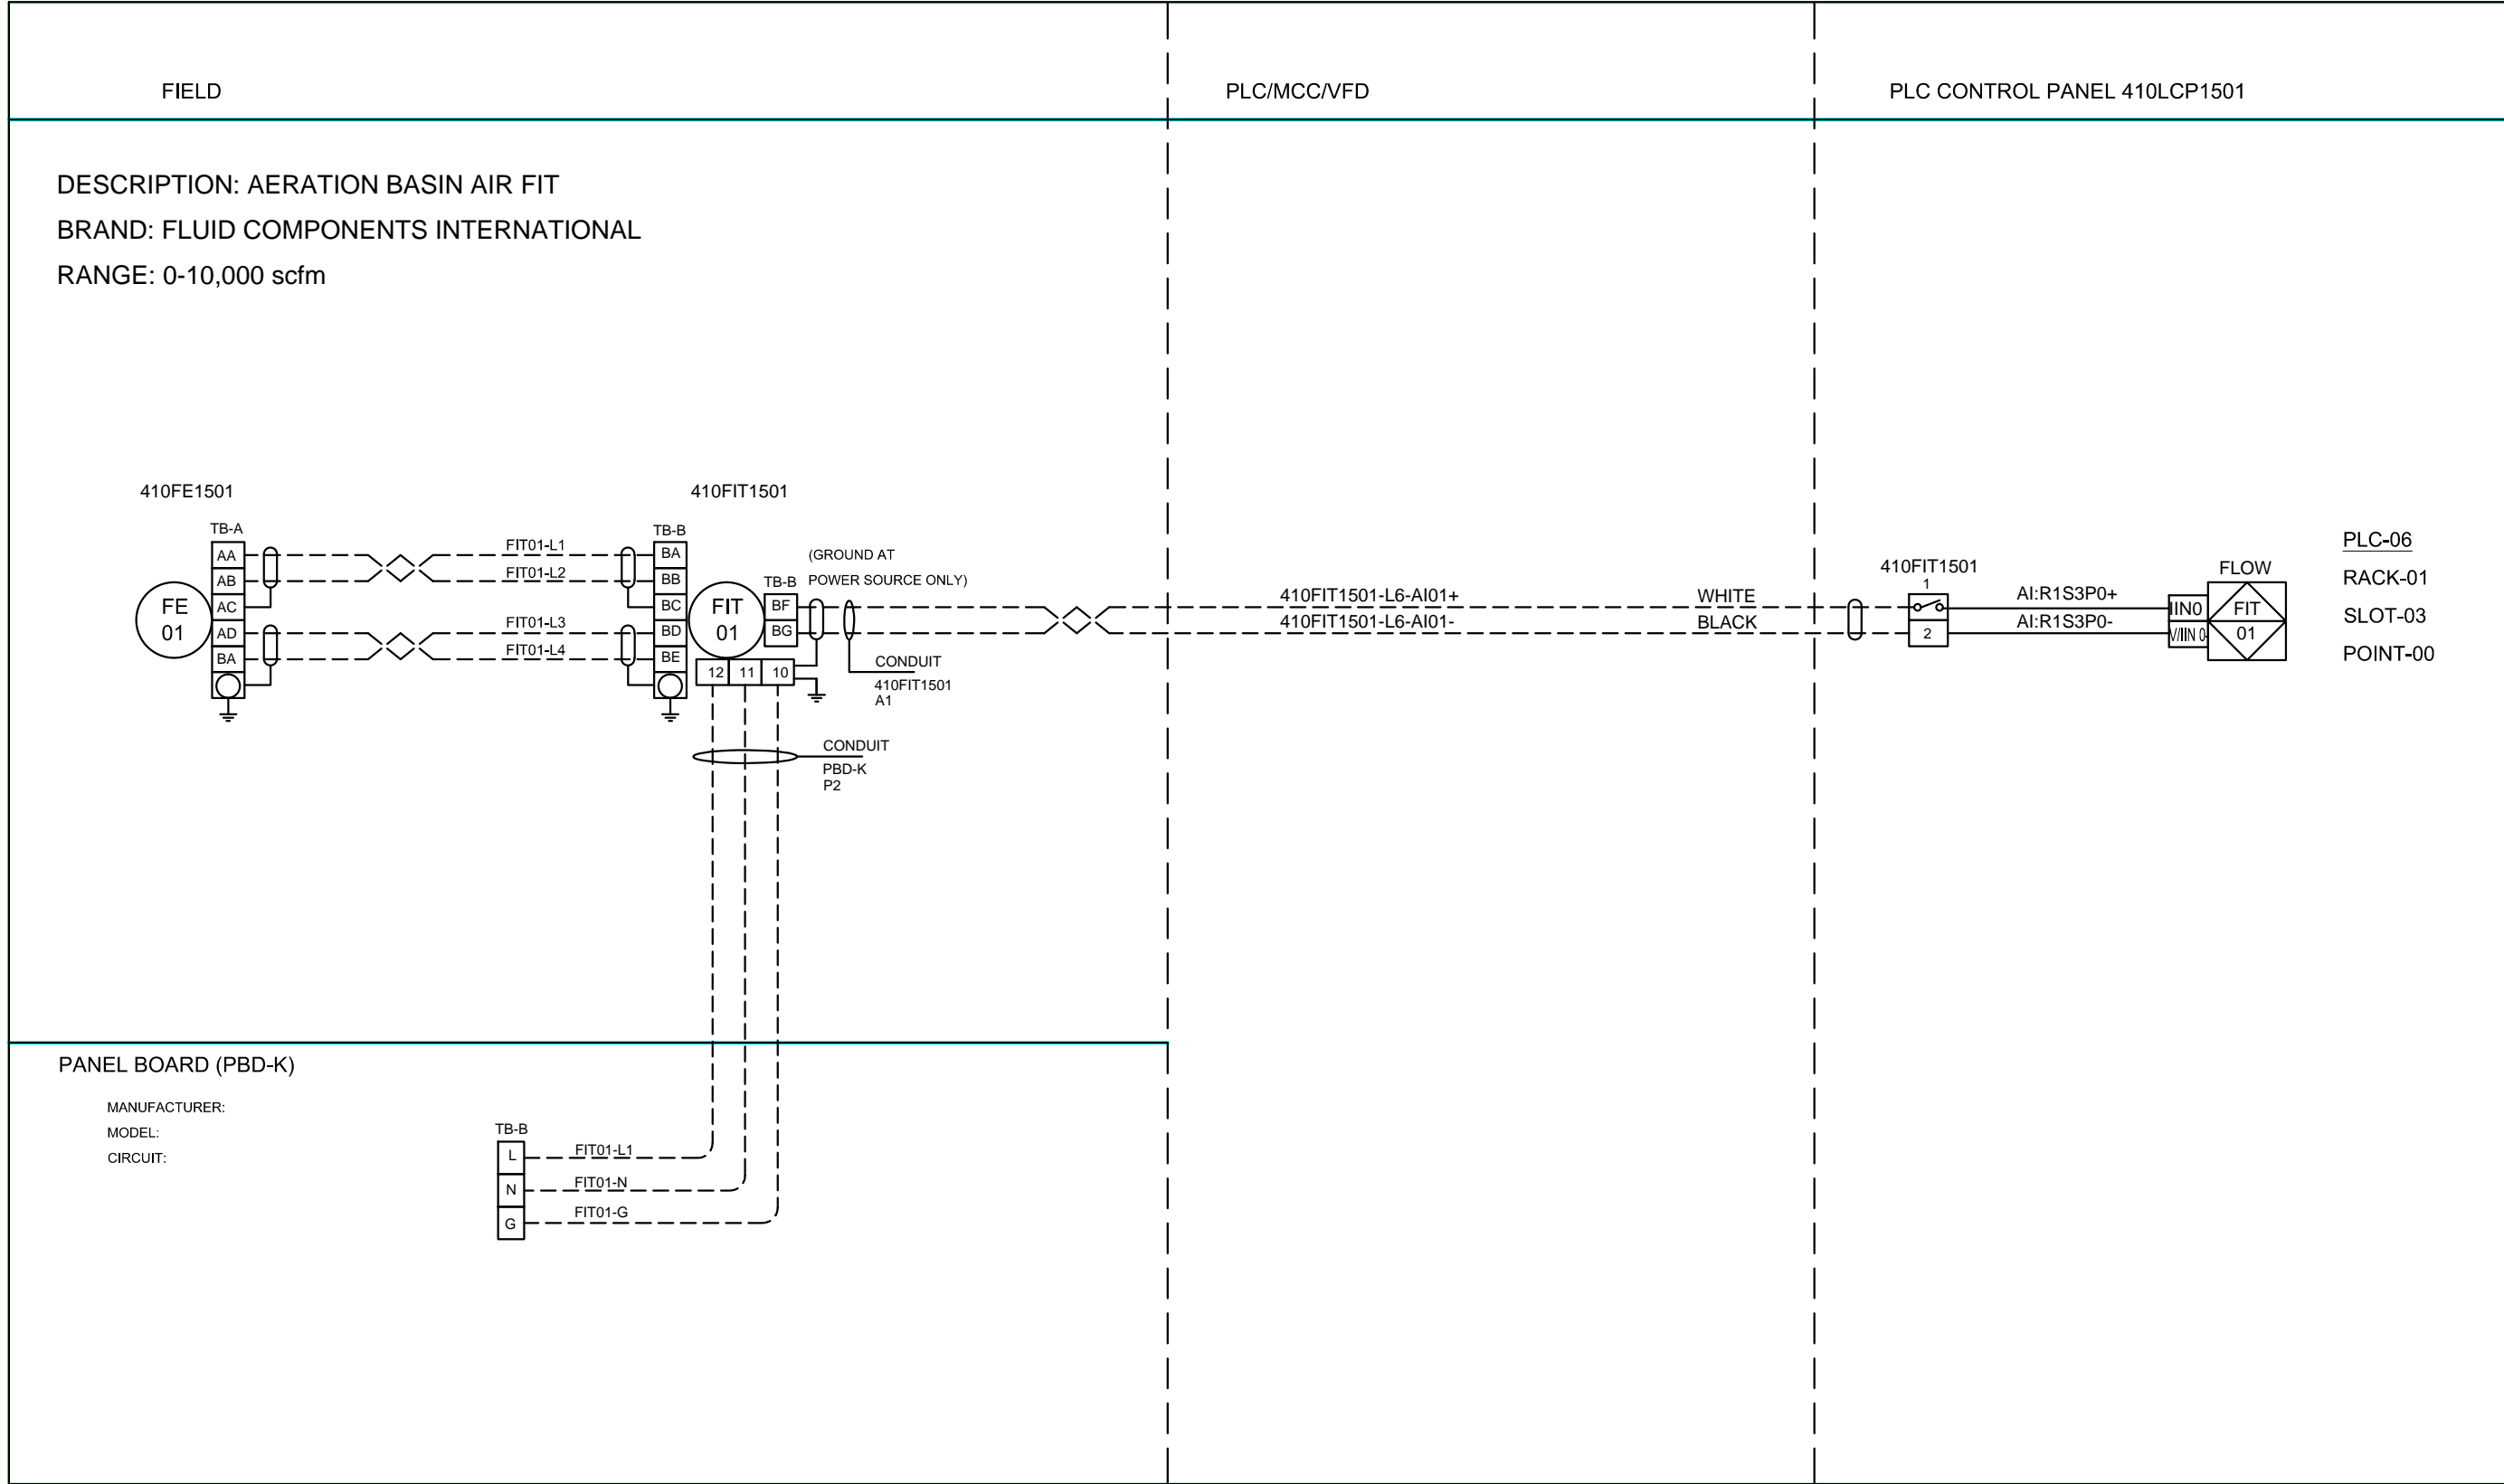 FIELD
PLC/MCC/VFD
PLC CONTROL PANEL 410LCP1501
DESCRIPTION: AERATION BASIN AIR FIT
BRAND: FLUID COMPONENTS INTERNATIONAL
RANGE: 0-10,000 scfm
410FE1501
410FIT1501
TB-A
AA
AB
AC
AD
BA
FE
01
FIT01-L1
FIT01-L2
FIT01-L3
FIT01-L4
TB-B
BA
BB
BC
BD
BE
FIT
01
TB-B
BF
BG
(GROUND AT
POWER SOURCE ONLY)
12
11
10
CONDUIT
410FIT1501
A1
CONDUIT
PBD-K
P2
410FIT1501-L6-AI01+
410FIT1501-L6-AI01-
WHITE
BLACK
410FIT1501
1
2
AI:R1S3P0+
AI:R1S3P0-
FLOW
IIN0
V/IIN 0-
FIT
01
PLC-06
RACK-01
SLOT-03
POINT-00
PANEL BOARD (PBD-K)
MANUFACTURER:
MODEL:
CIRCUIT:
TB-B
L
N
G
FIT01-L1
FIT01-N
FIT01-G